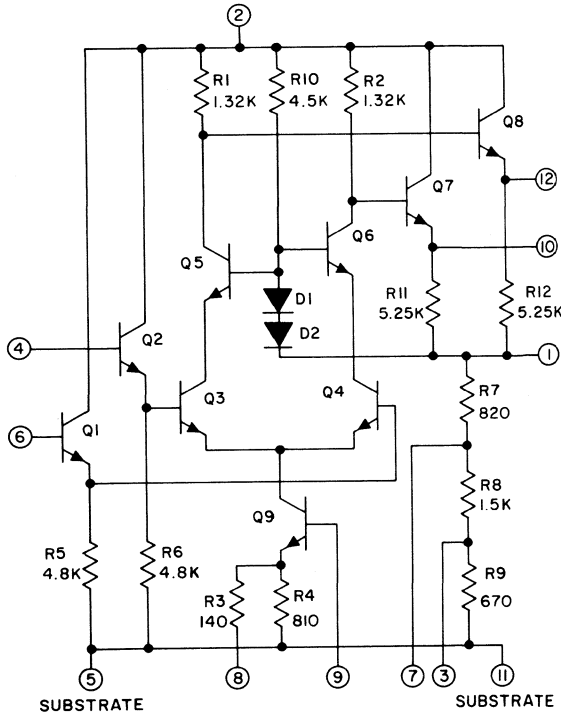 2
R1
1.32K
R10
4.5K
R2
1.32K
Q8
12
Q7
10
Q6
Q5
D1
D2
R11
5.25K
R12
5.25K
1
4
Q2
Q3
Q4
R7
820
6
Q1
R8
1.5K
Q9
R5
4.8K
R6
4.8K
R3
140
R4
810
R9
670
5
8
9
7
3
11
SUBSTRATE
SUBSTRATE